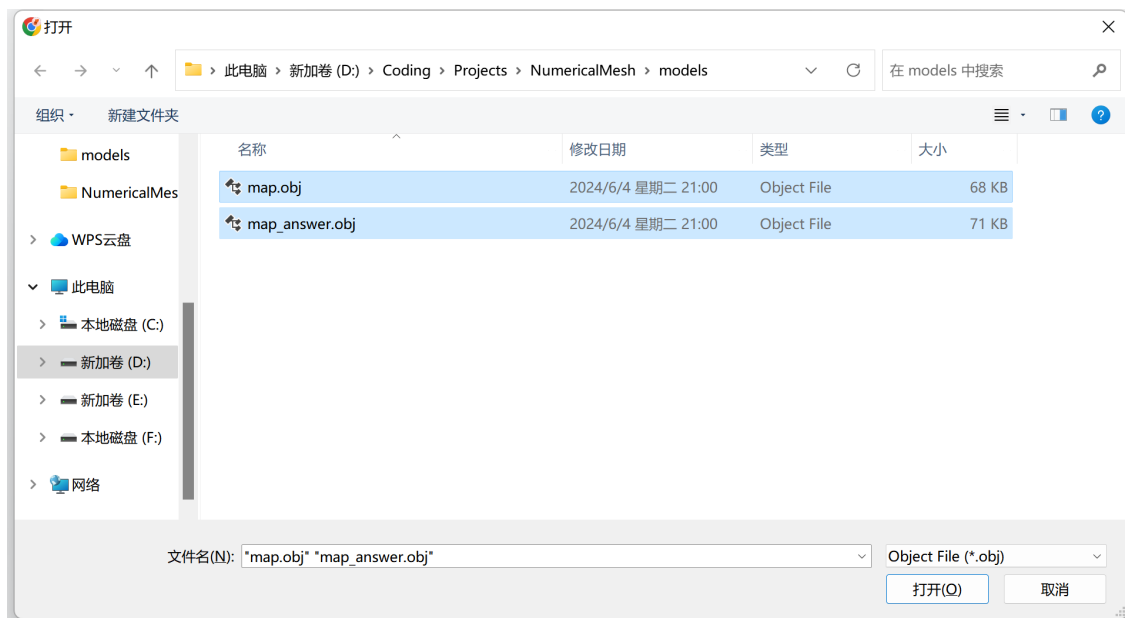 打开
此电脑 › 新加卷 (D:) › Coding › Projects › NumericalMesh › models
在 models 中搜索
组织
新建文件夹
名称 修改日期 类型 大小
models
NumericalMes
WPS云盘
此电脑
本地磁盘 (C:)
新加卷 (D:)
新加卷 (E:)
本地磁盘 (F:)
网络
map.obj 2024/6/4 星期二 21:00 Object File 68 KB
map_answer.obj 2024/6/4 星期二 21:00 Object File 71 KB
文件名(N): "map.obj" "map_answer.obj"
Object File (*.obj)
打开(O) 取消